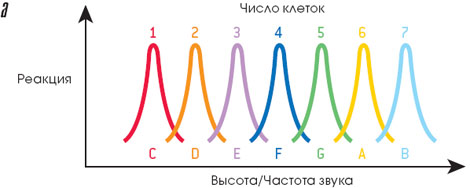 а
Число клеток
1 2 3 4 5 6 7
Реакция
C D E F G A B
Высота/Частота звука